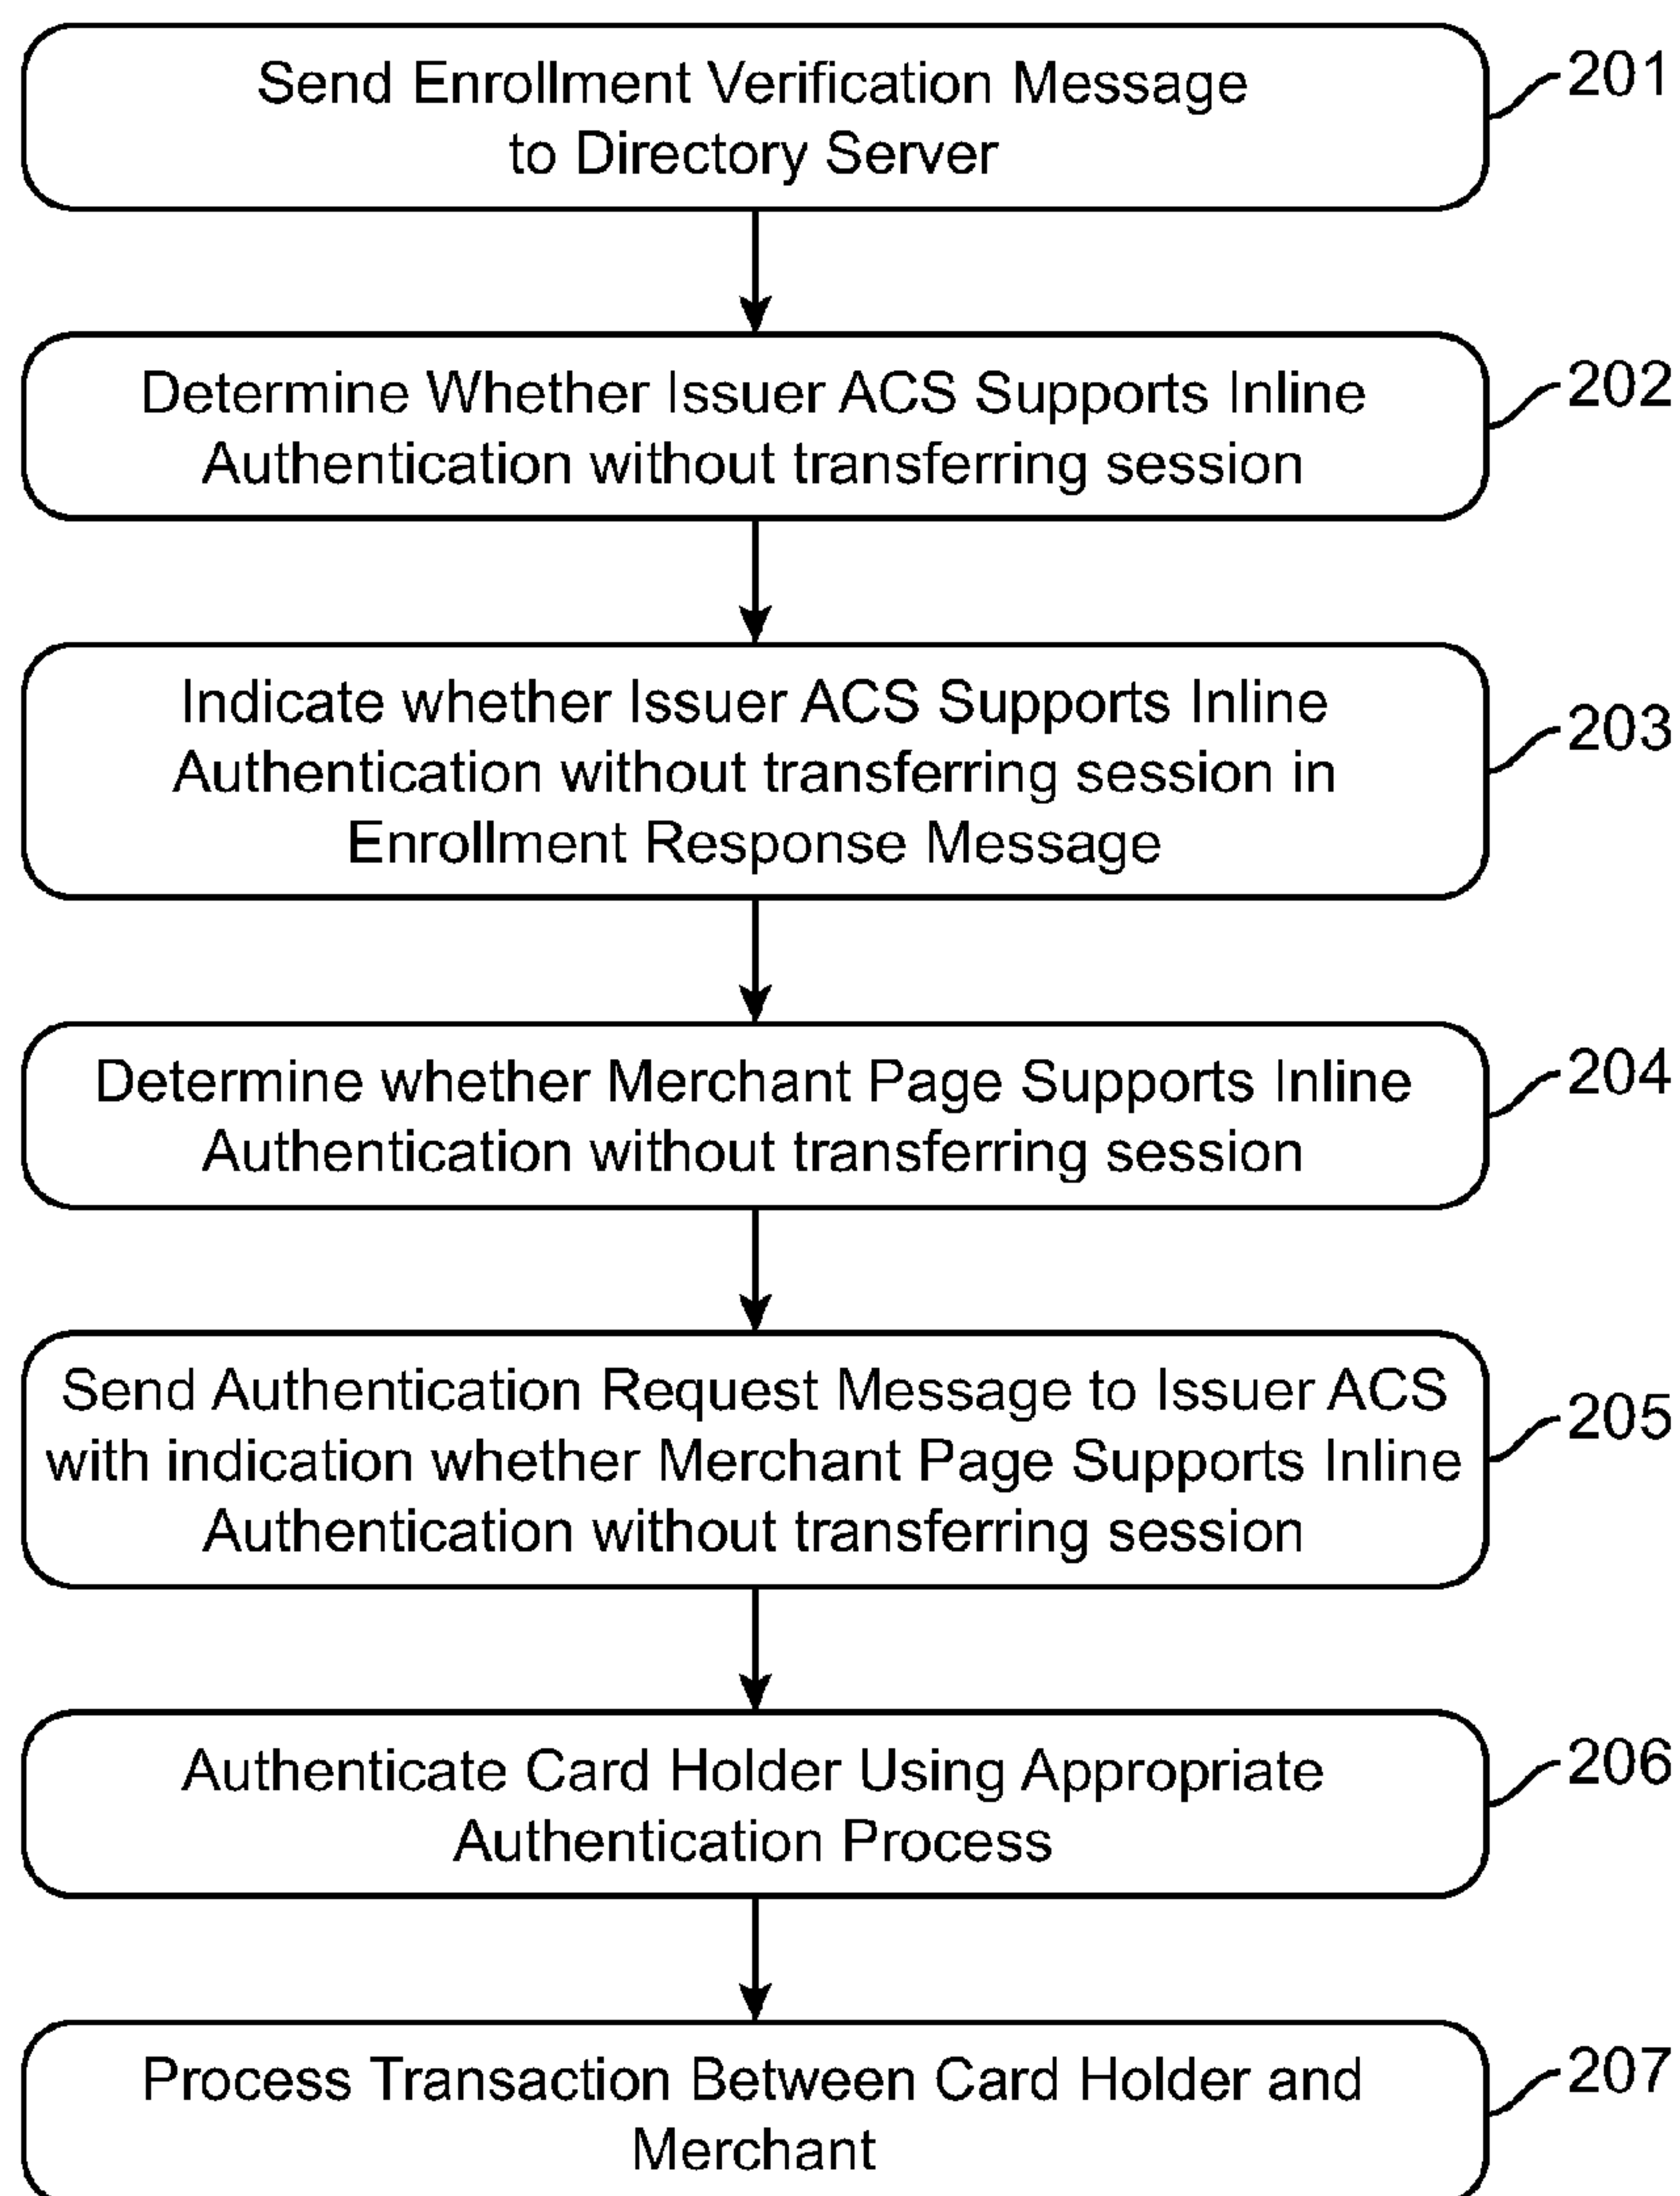 Send Enrollment Verification Message
to Directory Server
201
Determine Whether Issuer ACS Supports Inline
Authentication without transferring session
202
Indicate whether Issuer ACS Supports Inline
Authentication without transferring session in
Enrollment Response Message
203
Determine whether Merchant Page Supports Inline
Authentication without transferring session
204
Send Authentication Request Message to Issuer ACS
with indication whether Merchant Page Supports Inline
Authentication without transferring session
205
Authenticate Card Holder Using Appropriate
Authentication Process
206
Process Transaction Between Card Holder and
Merchant
207